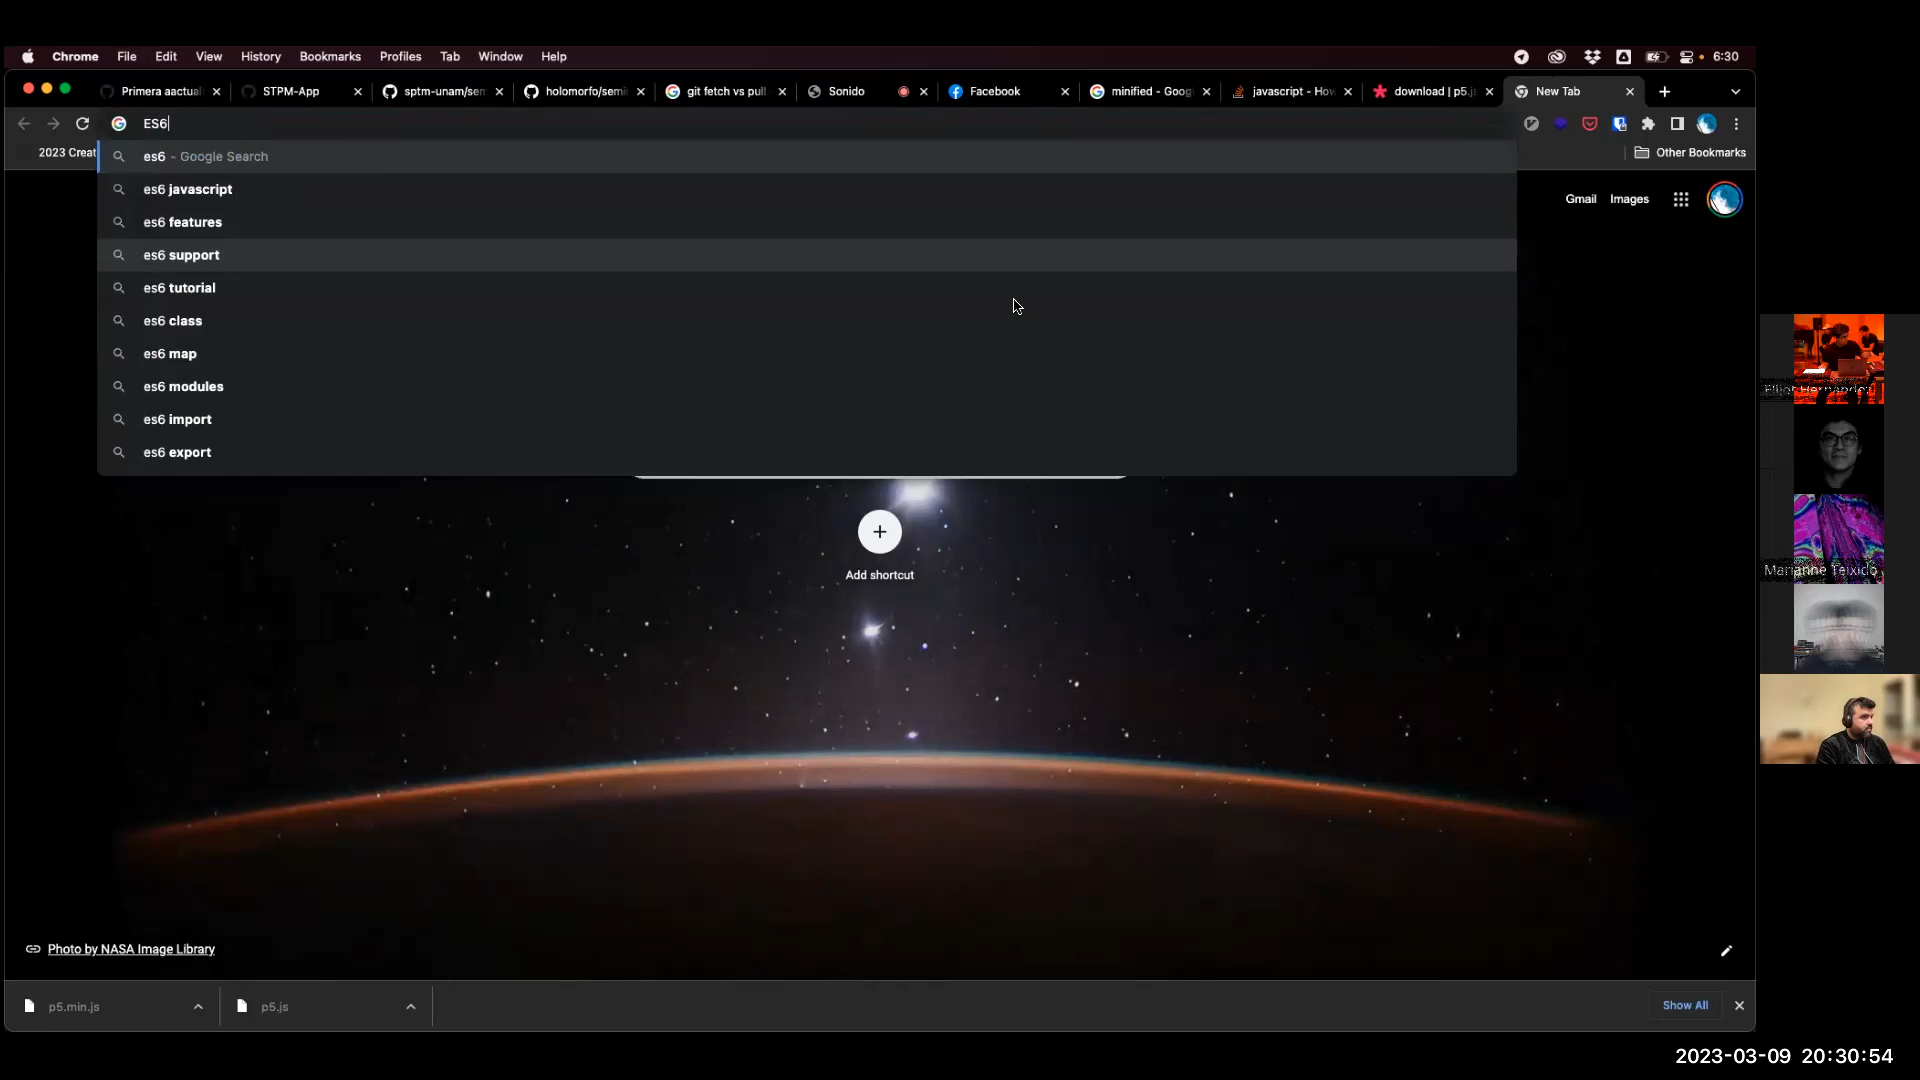 Chrome File Edit View History Bookmarks Profiles Tab Window Help 6:30
Primera aactual STPM-App sptm-unam/sem holomorfo/semi git fetch vs pull Sonido Facebook minified - Goog javascript - How download | p5.js New Tab
ES6
2023 Creat Other Bookmarks
es6 - Google Search
es6 javascript
es6 features
es6 support
es6 tutorial
es6 class
es6 map
es6 modules
es6 import
es6 export
Gmail Images
Add shortcut
Elliot Hernandez
Marianne Teixido
Photo by NASA Image Library
p5.min.js p5.js Show All
2023-03-09 20:30:54